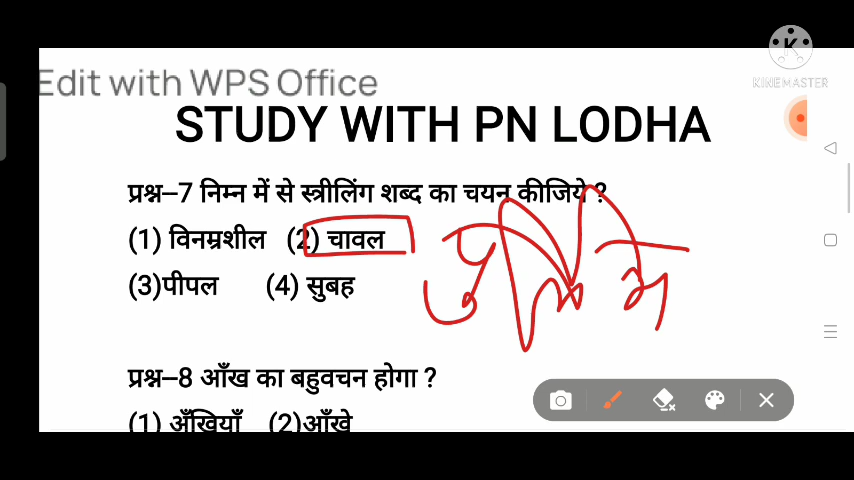 KINEMASTER
Edit with WPS Office
STUDY WITH PN LODHA
प्रश्न–7 निम्न में से स्त्रीलिंग शब्द का चयन कीजिये ?
(1) विनम्रशील (2) चावल
(3)पीपल (4) सुबह
प्रश्न–8 आँख का बहुवचन होगा ?
(1) अँखियाँ (2)आँखे